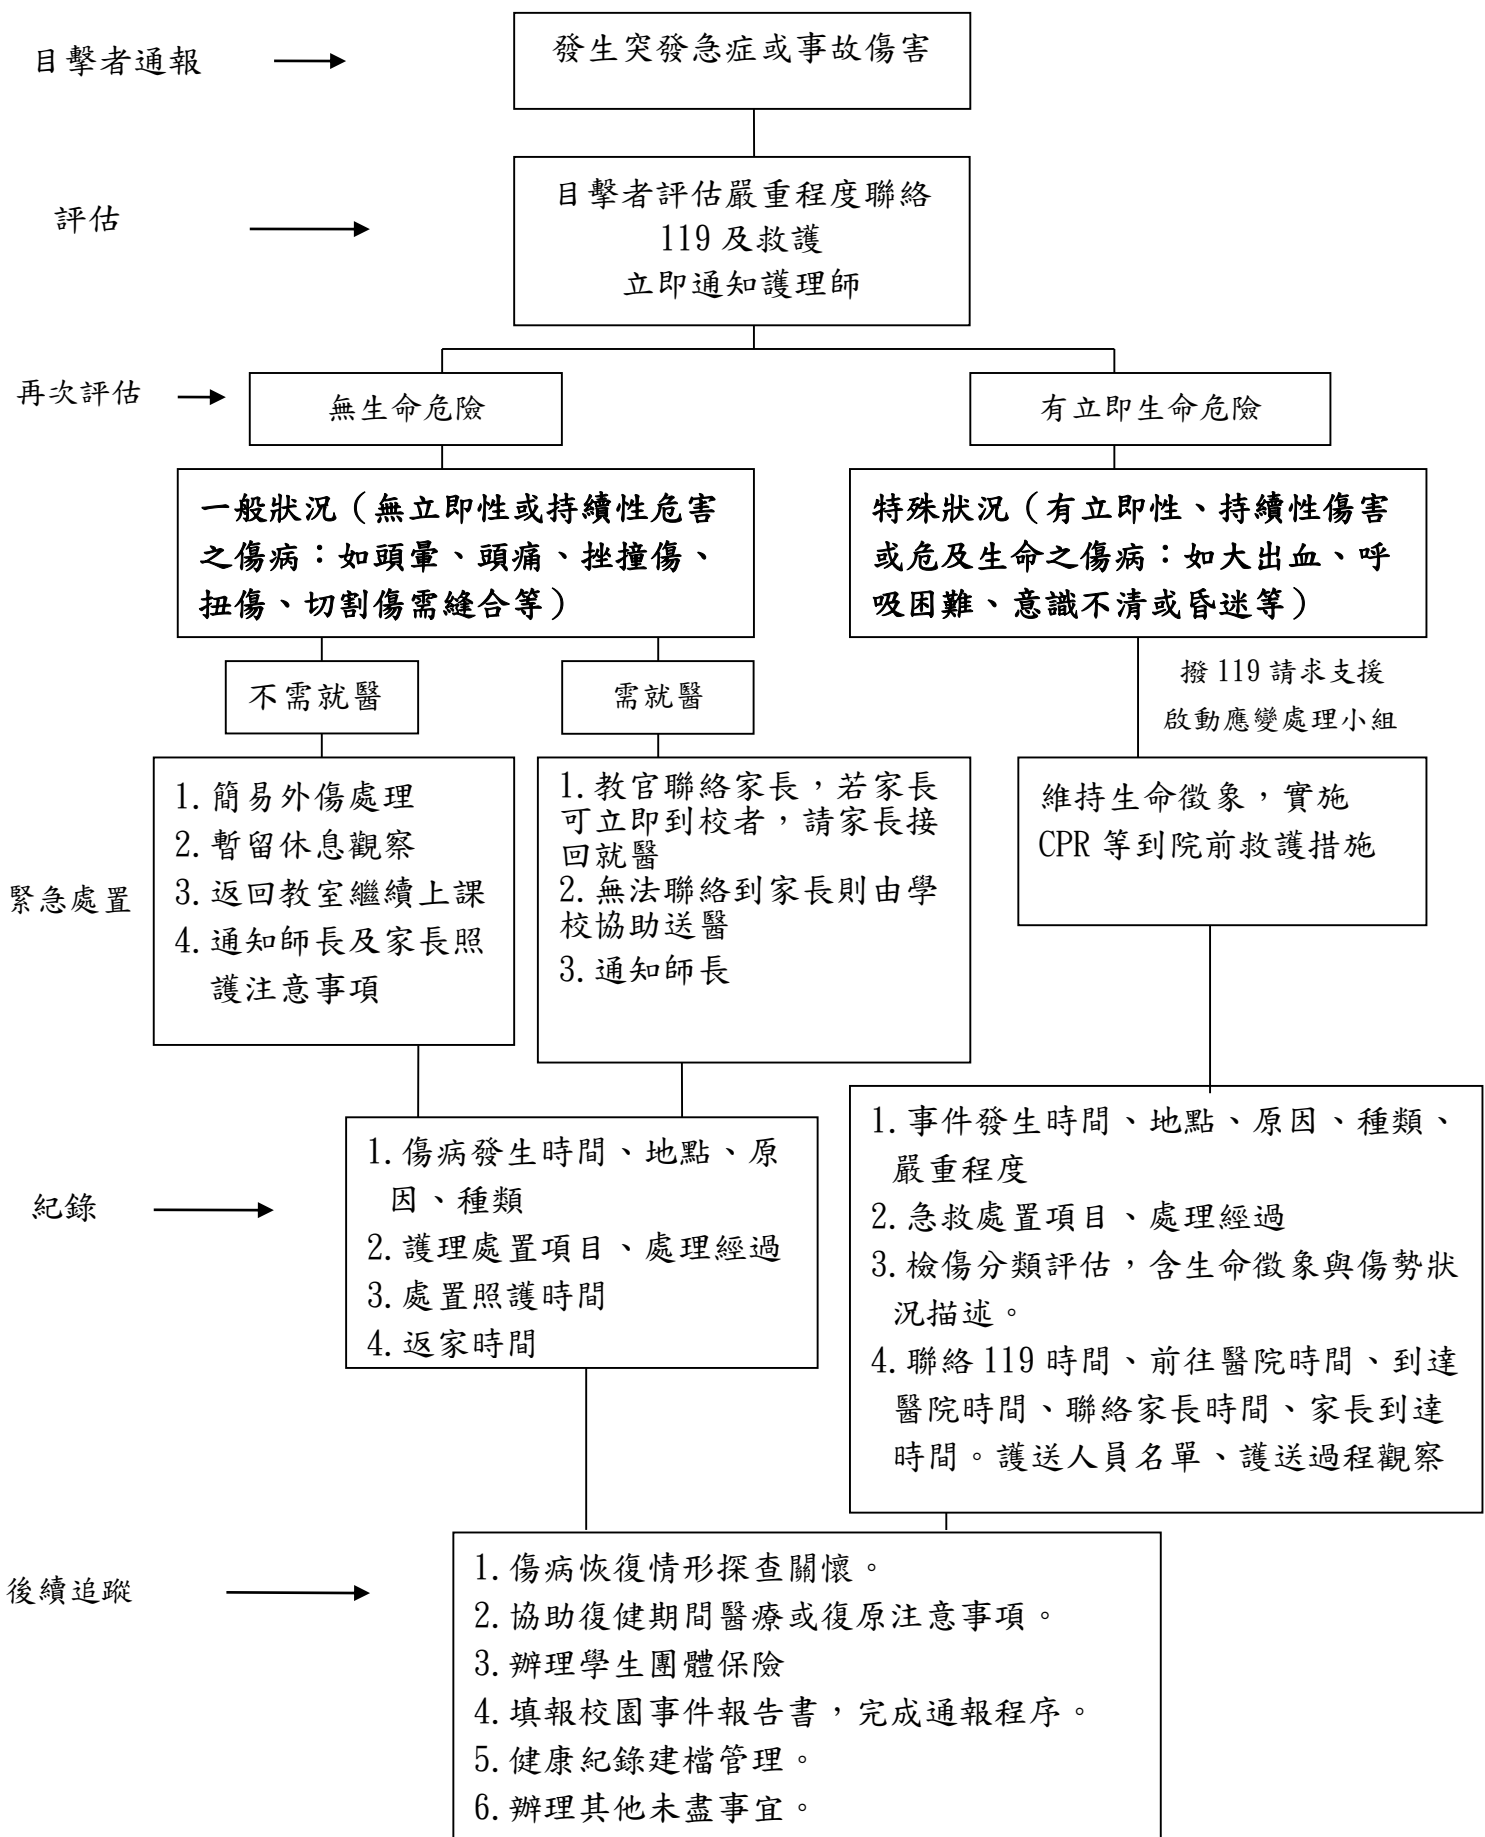 目擊者通報
發生突發急症或事故傷害
評估
目擊者評估嚴重程度聯絡
119及救護
立即通知護理師
再次評估
無生命危險
有立即生命危險
一般狀況（無立即性或持續性危害
之傷病：如頭暈、頭痛、挫撞傷、
扭傷、切割傷需縫合等）
特殊狀況（有立即性、持續性傷害
或危及生命之傷病：如大出血、呼
吸困難、意識不清或昏迷等）
不需就醫
需就醫
撥119請求支援
啟動應變處理小組
緊急處置
1.簡易外傷處理
2.暫留休息觀察
3.返回教室繼續上課
4.通知師長及家長照
護注意事項
1.教官聯絡家長，若家長
可立即到校者，請家長接
回就醫
2.無法聯絡到家長則由學
校協助送醫
3.通知師長
維持生命徵象，實施
CPR等到院前救護措施
紀錄
1.傷病發生時間、地點、原
因、種類
2.護理處置項目、處理經過
3.處置照護時間
4.返家時間
1.事件發生時間、地點、原因、種類、
嚴重程度
2.急救處置項目、處理經過
3.檢傷分類評估，含生命徵象與傷勢狀
況描述。
4.聯絡119時間、前往醫院時間、到達
醫院時間、聯絡家長時間、家長到達
時間。護送人員名單、護送過程觀察
後續追蹤
1.傷病恢復情形探查關懷。
2.協助復健期間醫療或復原注意事項。
3.辦理學生團體保險
4.填報校園事件報告書，完成通報程序。
5.健康紀錄建檔管理。
6.辦理其他未盡事宜。